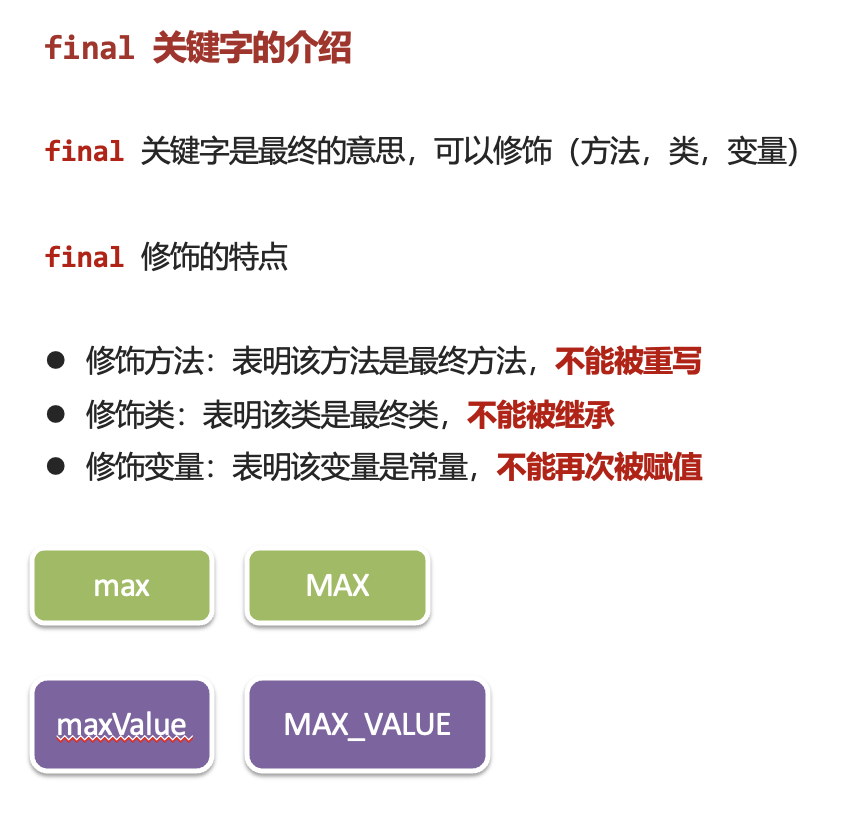 final 关键字的介绍
final 关键字是最终的意思，可以修饰（方法，类，变量）
final 修饰的特点
● 修饰方法：表明该方法是最终方法，不能被重写
● 修饰类：表明该类是最终类，不能被继承
● 修饰变量：表明该变量是常量，不能再次被赋值
max MAX
maxValue MAX_VALUE